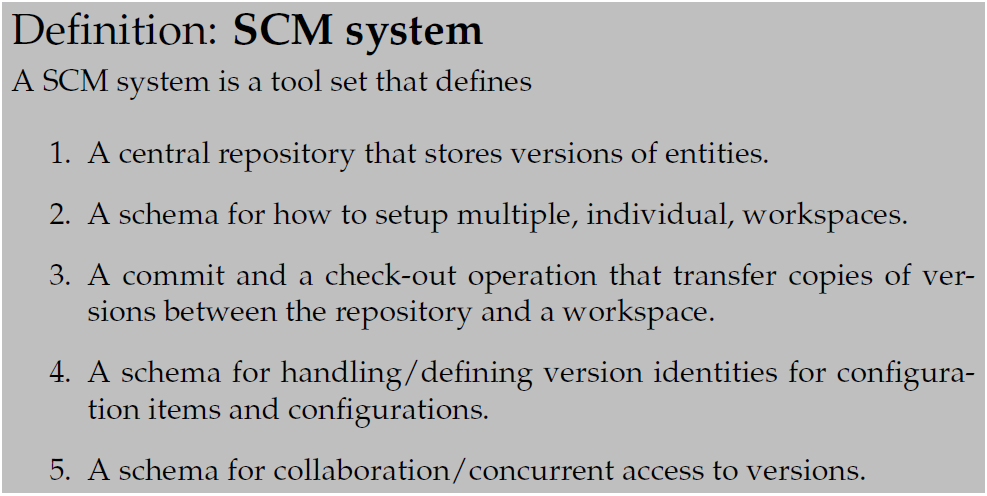 Definition: SCM system
A SCM system is a tool set that defines
1. A central repository that stores versions of entities.
2. A schema for how to setup multiple, individual, workspaces.
3. A commit and a check-out operation that transfer copies of ver-
sions between the repository and a workspace.
4. A schema for handling/defining version identities for configura-
tion items and configurations.
5. A schema for collaboration/concurrent access to versions.